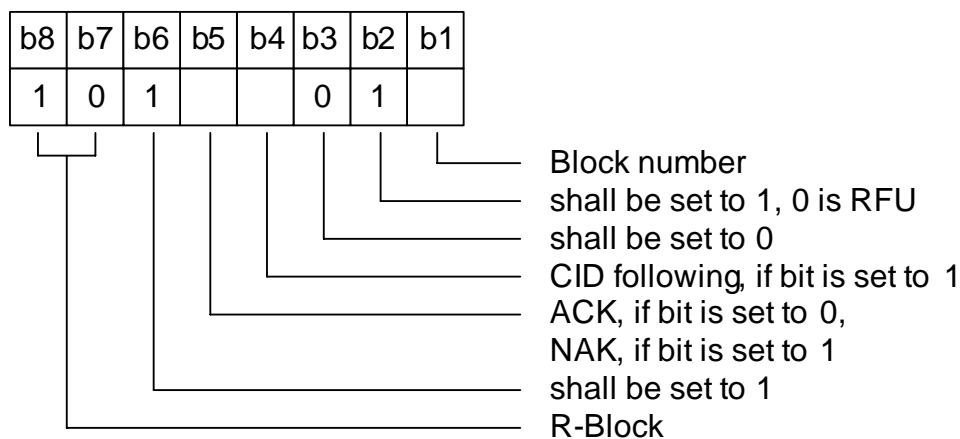 b8 b7 b6 b5 b4 b3 b2 b1
1 0 1 0 1
Block number
shall be set to 1, 0 is RFU
shall be set to 0
CID following, if bit is set to 1
ACK, if bit is set to 0,
NAK, if bit is set to 1
shall be set to 1
R-Block